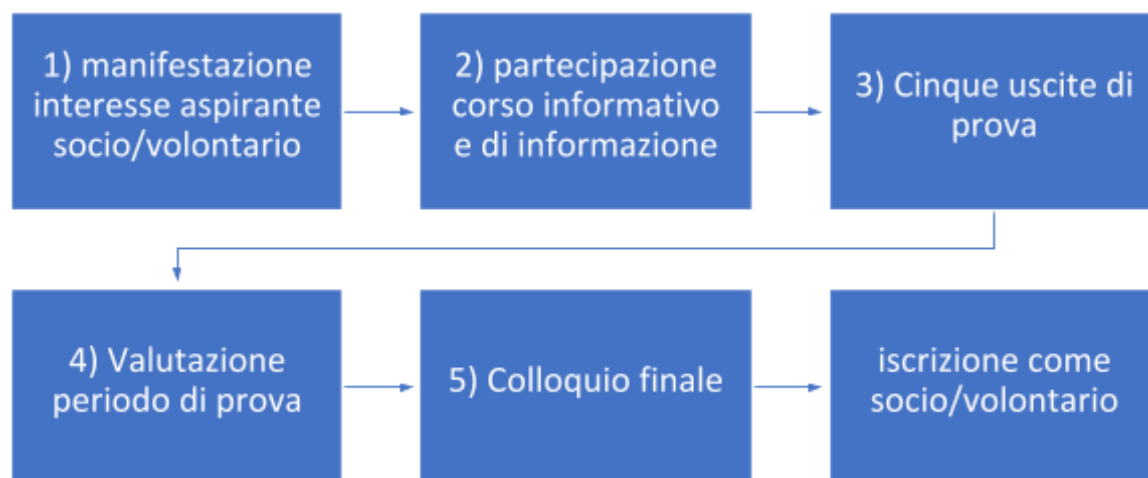 1) manifestazione
interesse aspirante
socio/volontario
2) partecipazione
corso informativo
e di informazione
3) Cinque uscite di
prova
4) Valutazione
periodo di prova
5) Colloquio finale
iscrizione come
socio/volontario